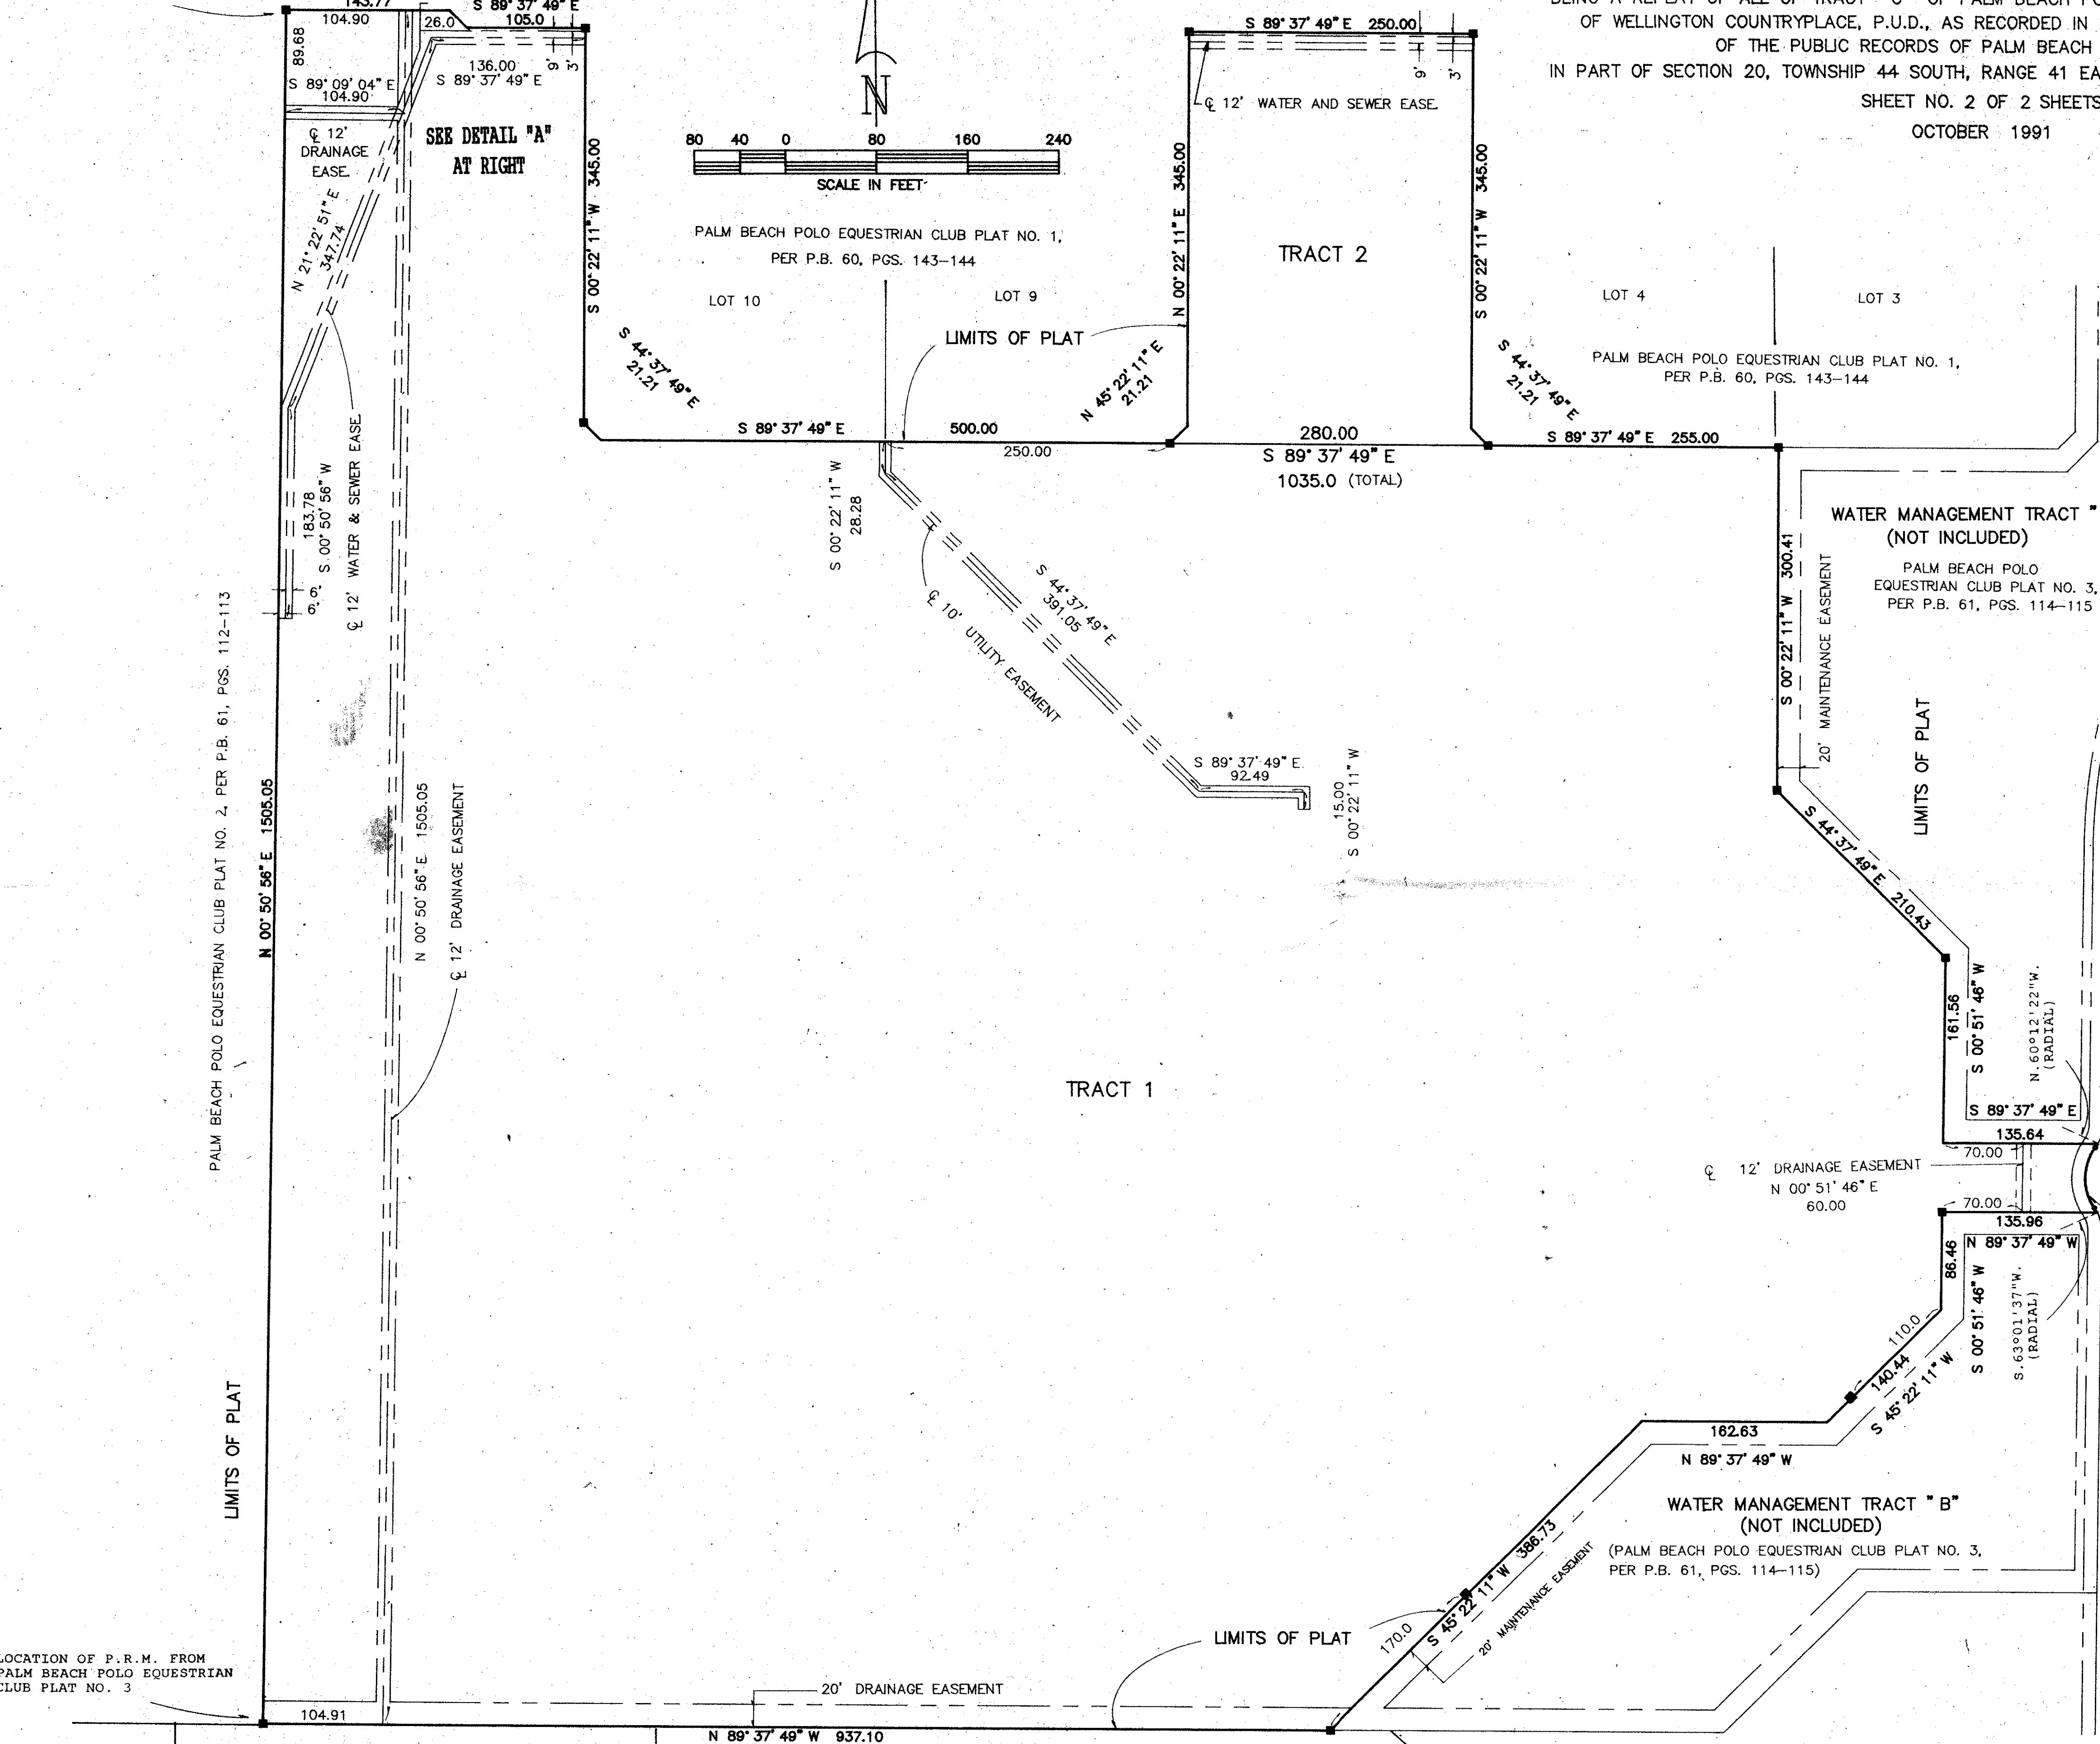 143.77
104.90
S 89° 37' 49" E
26.0
105.0
89.68
136.00
S 89° 37' 49" E
9'
3'
S 89° 09' 04" E
104.90
℄ 12'
DRAINAGE
EASE.
SEE DETAIL "A"
AT RIGHT
N 21° 22' 51" E
347.74
S 00° 22' 11" W 345.00
N
80 40 0 80 160 240
SCALE IN FEET
PALM BEACH POLO EQUESTRIAN CLUB PLAT NO. 1,
PER P.B. 60, PGS. 143-144
LOT 10
LOT 9
LIMITS OF PLAT
S 44° 37' 49" E
21.21
N 45° 22' 11" E
21.21
S 89° 37' 49" E 250.00
9'
3'
℄ 12' WATER AND SEWER EASE.
N 00° 22' 11" E 345.00
TRACT 2
S 00° 22' 11" W 345.00
OF WELLINGTON COUNTRYPLACE, P.U.D., AS RECORDED IN
OF THE PUBLIC RECORDS OF PALM BEACH
IN PART OF SECTION 20, TOWNSHIP 44 SOUTH, RANGE 41 EA
SHEET NO. 2 OF 2 SHEETS
OCTOBER 1991
LOT 4
LOT 3
S 44° 37' 49" E
21.21
PALM BEACH POLO EQUESTRIAN CLUB PLAT NO. 1,
PER P.B. 60, PGS. 143-144
S 89° 37' 49" E 500.00
250.00
280.00
S 89° 37' 49" E
1035.0 (TOTAL)
S 89° 37' 49" E 255.00
183.78
S 00° 50' 56" W
℄ 12' WATER & SEWER EASE.
6'
6'
S 00° 22' 11" W
28.28
S 44° 37' 49" E
391.05
℄ 10' UTILITY EASEMENT
S 89° 37' 49" E
92.49
15.00
S 00° 22' 11" W
S 00° 22' 11" W 300.41
20' MAINTENANCE EASEMENT
WATER MANAGEMENT TRACT "
(NOT INCLUDED)
PALM BEACH POLO
EQUESTRIAN CLUB PLAT NO. 3,
PER P.B. 61, PGS. 114-115
LIMITS OF PLAT
S 44° 37' 49" E 210.43
PALM BEACH POLO EQUESTRIAN CLUB PLAT NO. 2, PER P.B. 61, PGS. 112-113
N 00° 50' 56" E 1505.05
N 00° 50' 56" E 1505.05
℄ 12' DRAINAGE EASEMENT
TRACT 1
161.56
S 00° 51' 46" W
N.60°12'22"W.
(RADIAL)
S 89° 37' 49" E
135.64
70.00
℄ 12' DRAINAGE EASEMENT
N 00° 51' 46" E
60.00
70.00
135.96
N 89° 37' 49" W
86.46
S 00° 51' 46" W
S.63°01'37"W.
(RADIAL)
110.0
140.44
S 45° 22' 11" W
162.63
N 89° 37' 49" W
WATER MANAGEMENT TRACT "B"
(NOT INCLUDED)
(PALM BEACH POLO EQUESTRIAN CLUB PLAT NO. 3,
PER P.B. 61, PGS. 114-115)
S 45° 22' 11" W 386.73
20' MAINTENANCE EASEMENT
170.0
LIMITS OF PLAT
LIMITS OF PLAT
LOCATION OF P.R.M. FROM
PALM BEACH POLO EQUESTRIAN
CLUB PLAT NO. 3
20' DRAINAGE EASEMENT
104.91
N 89° 37' 49" W 937.10